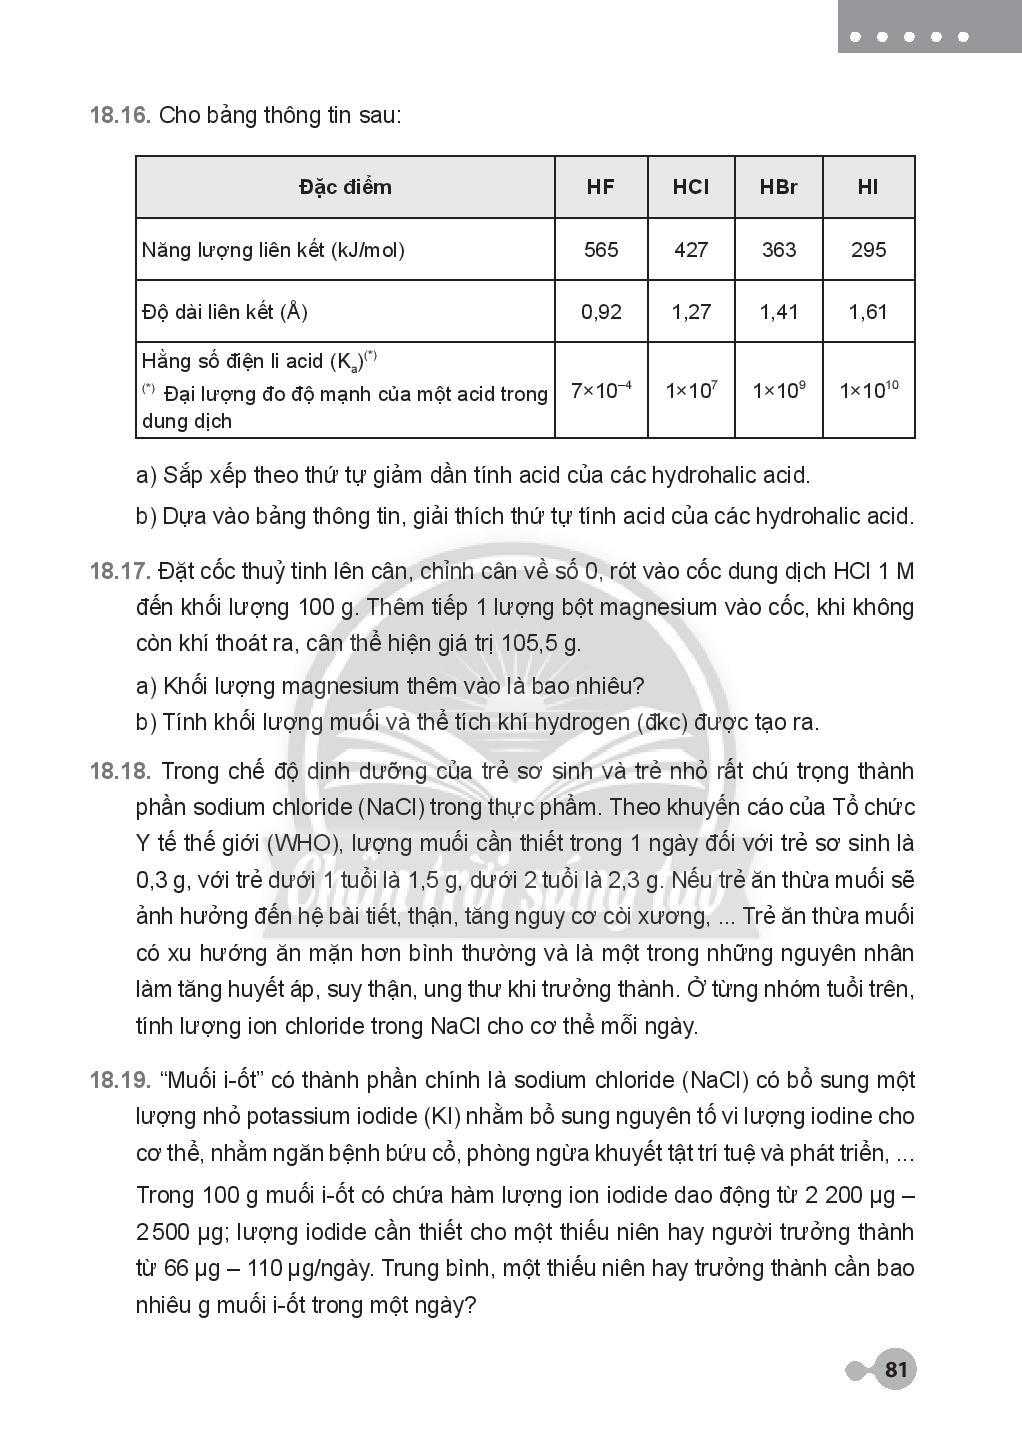 18.16. Cho bảng thông tin sau:
Đặc điểm HF HCl HBr HI
Năng lượng liên kết (kJ/mol) 565 427 363 295
Độ dài liên kết (Å) 0,92 1,27 1,41 1,61
Hằng số điện li acid (Kₐ)⁽*⁾
⁽*⁾ Đại lượng đo độ mạnh của một acid trong
dung dịch
7×10⁻⁴ 1×10⁷ 1×10⁹ 1×10¹⁰
a) Sắp xếp theo thứ tự giảm dần tính acid của các hydrohalic acid.
b) Dựa vào bảng thông tin, giải thích thứ tự tính acid của các hydrohalic acid.
18.17. Đặt cốc thuỷ tinh lên cân, chỉnh cân về số 0, rót vào cốc dung dịch HCl 1 M
đến khối lượng 100 g. Thêm tiếp 1 lượng bột magnesium vào cốc, khi không
còn khí thoát ra, cân thể hiện giá trị 105,5 g.
a) Khối lượng magnesium thêm vào là bao nhiêu?
b) Tính khối lượng muối và thể tích khí hydrogen (đkc) được tạo ra.
18.18. Trong chế độ dinh dưỡng của trẻ sơ sinh và trẻ nhỏ rất chú trọng thành
phần sodium chloride (NaCl) trong thực phẩm. Theo khuyến cáo của Tổ chức
Y tế thế giới (WHO), lượng muối cần thiết trong 1 ngày đối với trẻ sơ sinh là
0,3 g, với trẻ dưới 1 tuổi là 1,5 g, dưới 2 tuổi là 2,3 g. Nếu trẻ ăn thừa muối sẽ
ảnh hưởng đến hệ bài tiết, thận, tăng nguy cơ còi xương, ... Trẻ ăn thừa muối
có xu hướng ăn mặn hơn bình thường và là một trong những nguyên nhân
làm tăng huyết áp, suy thận, ung thư khi trưởng thành. Ở từng nhóm tuổi trên,
tính lượng ion chloride trong NaCl cho cơ thể mỗi ngày.
18.19. “Muối i-ốt” có thành phần chính là sodium chloride (NaCl) có bổ sung một
lượng nhỏ potassium iodide (KI) nhằm bổ sung nguyên tố vi lượng iodine cho
cơ thể, nhằm ngăn bệnh bứu cổ, phòng ngừa khuyết tật trí tuệ và phát triển, ...
Trong 100 g muối i-ốt có chứa hàm lượng ion iodide dao động từ 2 200 µg –
2 500 µg; lượng iodide cần thiết cho một thiếu niên hay người trưởng thành
từ 66 µg – 110 µg/ngày. Trung bình, một thiếu niên hay trưởng thành cần bao
nhiêu g muối i-ốt trong một ngày?
Chân trời sáng tạo
81